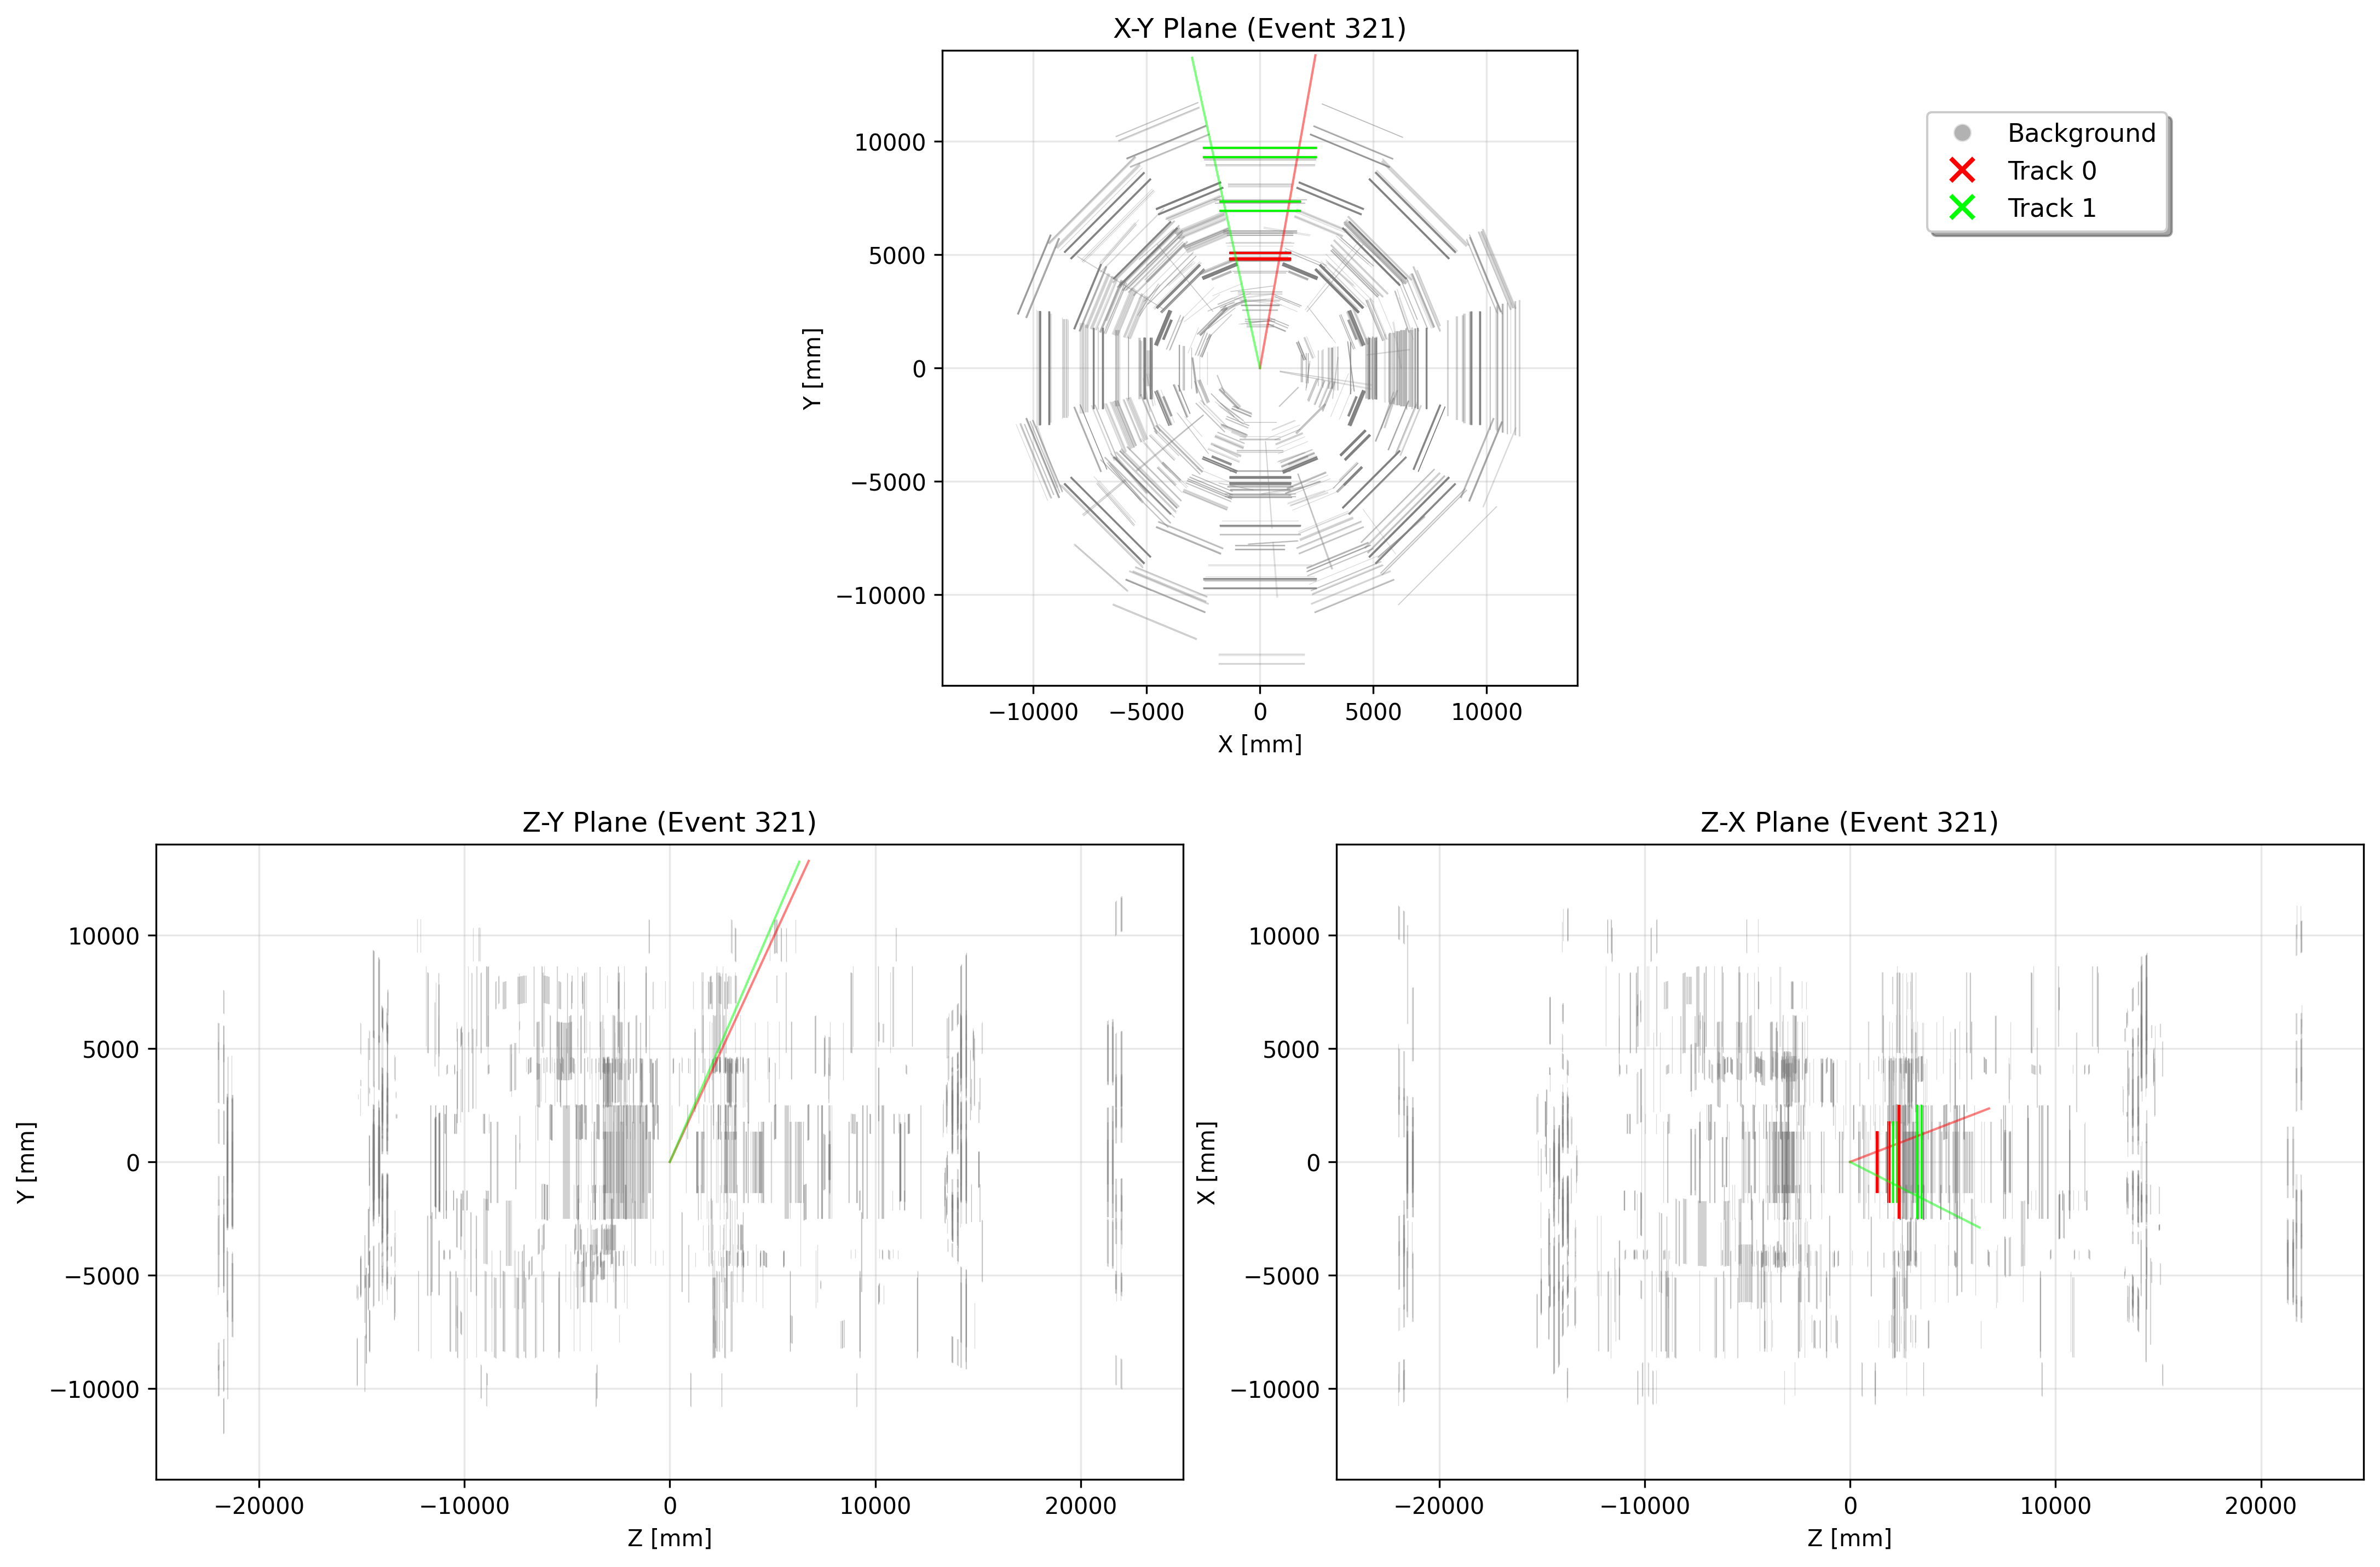 X-Y Plane (Event 321)
10000
5000
0
−5000
−10000
Y [mm]
−10000 −5000 0 5000 10000
X [mm]
Background
Track 0
Track 1
Z-Y Plane (Event 321)
10000
5000
0
−5000
−10000
Y [mm]
−20000 −10000 0 10000 20000
Z [mm]
Z-X Plane (Event 321)
10000
5000
0
−5000
−10000
X [mm]
−20000 −10000 0 10000 20000
Z [mm]